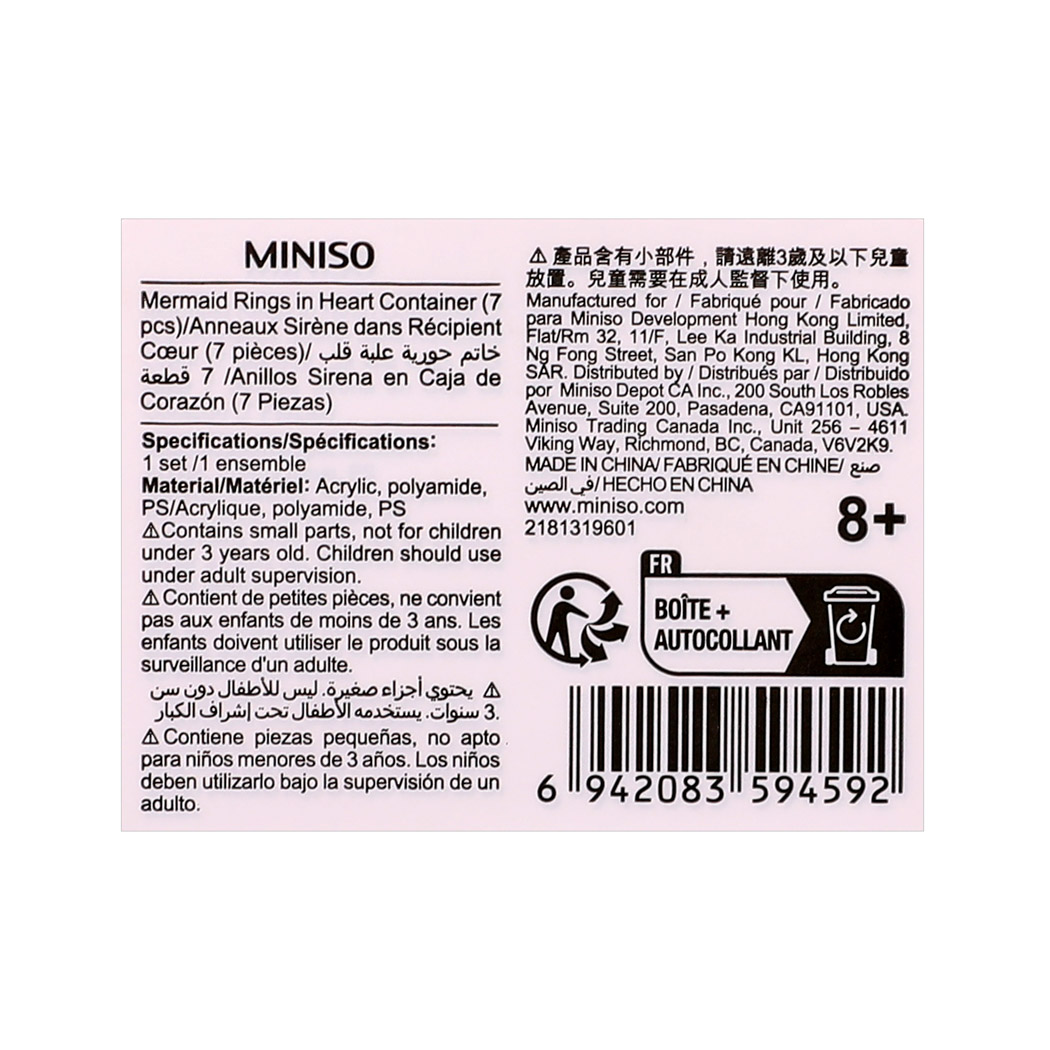 MINISO
Mermaid Rings in Heart Container (7
pcs)/Anneaux Sirène dans Récipient
Cœur (7 pièces)/ خاتم حورية علبة قلب
7 قطعة /Anillos Sirena en Caja de
Corazón (7 Piezas)
Specifications/Spécifications:
1 set /1 ensemble
Material/Matériel: Acrylic, polyamide,
PS/Acrylique, polyamide, PS
⚠Contains small parts, not for children
under 3 years old. Children should use
under adult supervision.
⚠Contient de petites pièces, ne convient
pas aux enfants de moins de 3 ans. Les
enfants doivent utiliser le produit sous la
surveillance d'un adulte.
⚠ يحتوي أجزاء صغيرة. ليس للأطفال دون سن
3 سنوات. يستخدمه الأطفال تحت إشراف الكبار.
⚠Contiene piezas pequeñas, no apto
para niños menores de 3 años. Los niños
deben utilizarlo bajo la supervisión de un
adulto.
⚠產品含有小部件，請遠離3歲及以下兒童
放置。兒童需要在成人監督下使用。
Manufactured for / Fabriqué pour / Fabricado
para Miniso Development Hong Kong Limited,
Flat/Rm 32, 11/F, Lee Ka Industrial Building, 8
Ng Fong Street, San Po Kong KL, Hong Kong
SAR. Distributed by / Distribués par / Distribuido
por Miniso Depot CA Inc., 200 South Los Robles
Avenue, Suite 200, Pasadena, CA91101, USA.
Miniso Trading Canada Inc., Unit 256 – 4611
Viking Way, Richmond, BC, Canada, V6V2K9.
MADE IN CHINA/ FABRIQUÉ EN CHINE/ صنع
في الصين/ HECHO EN CHINA
www.miniso.com
2181319601
8+
FR
BOÎTE +
AUTOCOLLANT
6 942083 594592